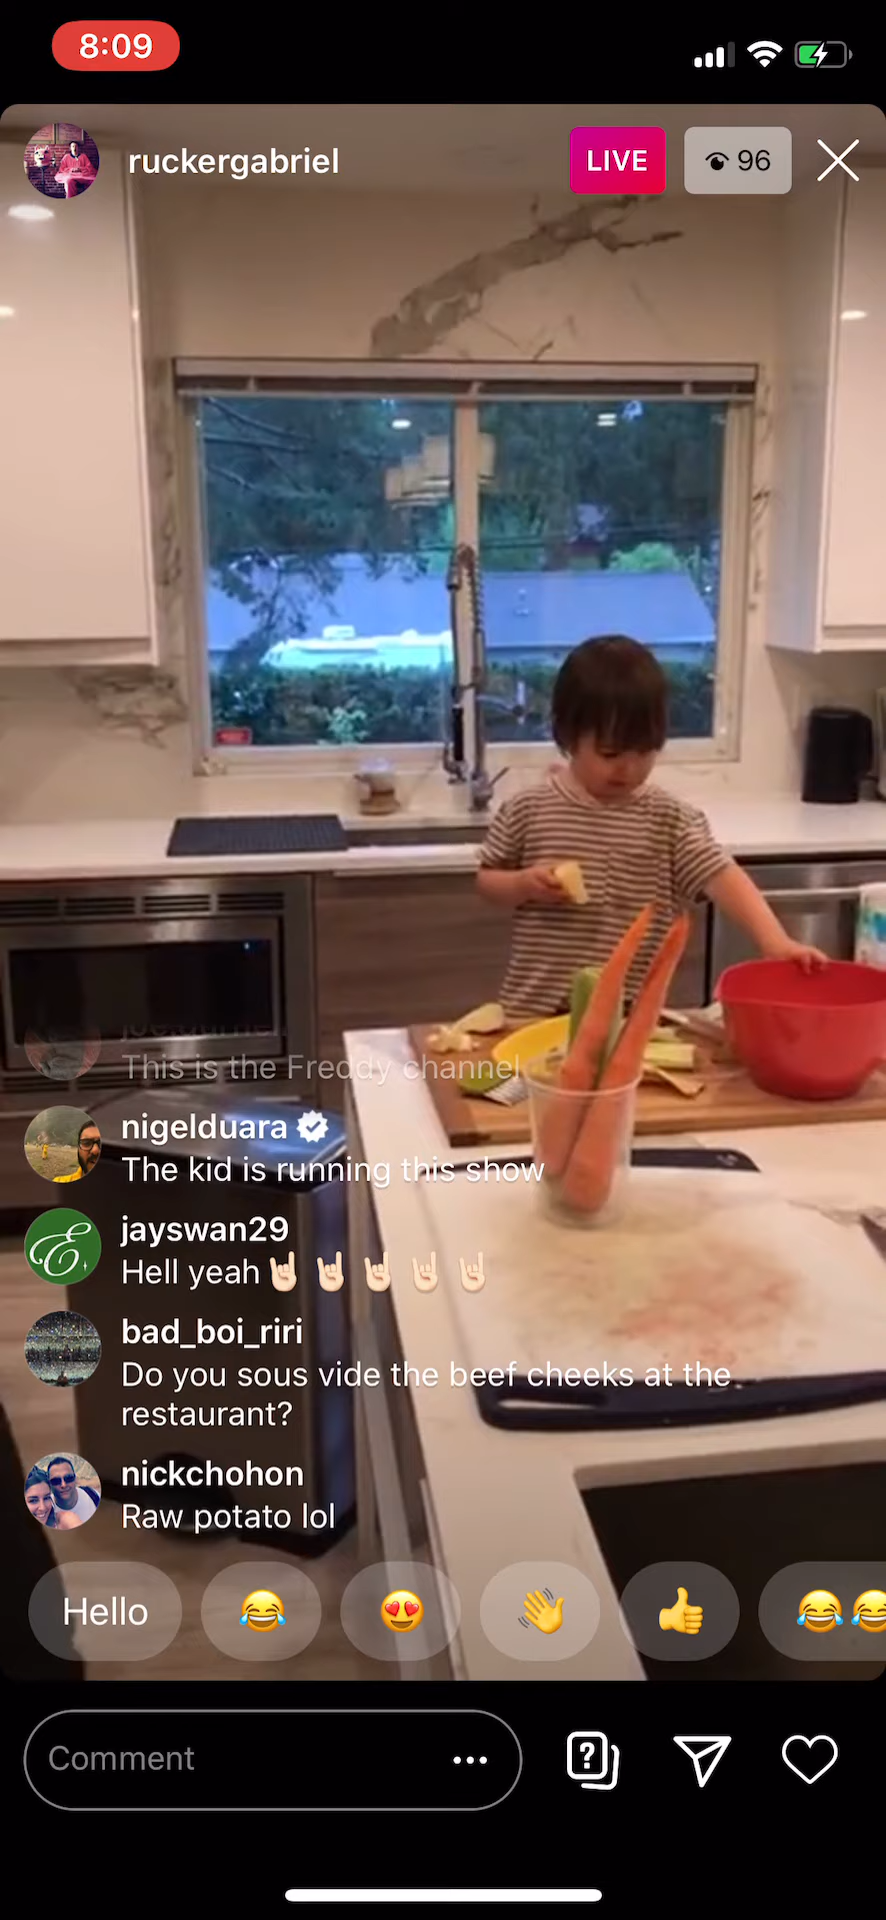 8:09
ruckergabriel
LIVE
96
This is the Freddy channel
nigelduara
The kid is running this show
jayswan29
Hell yeah 🤘🏻 🤘🏻 🤘🏻 🤘🏻 🤘🏻
bad_boi_riri
Do you sous vide the beef cheeks at the
restaurant?
nickchohon
Raw potato lol
Hello 😂 😍 👋 👍 😂 😂
Comment